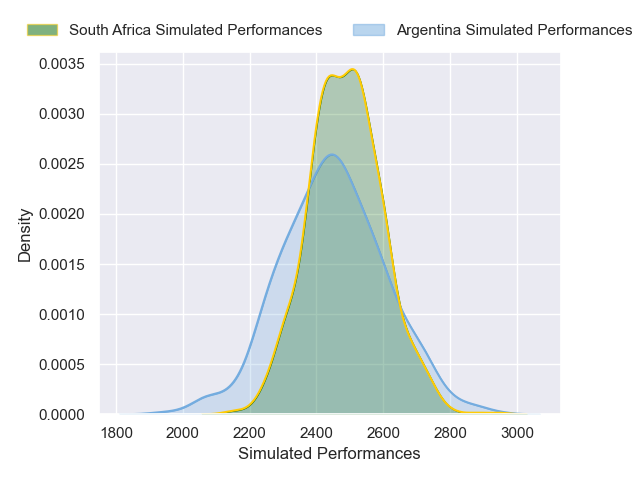 South Africa Simulated Performances
Argentina Simulated Performances
0.0035
0.0030
0.0025
0.0020
0.0015
0.0010
0.0005
0.0000
Density
1800 2000 2200 2400 2600 2800 3000
Simulated Performances